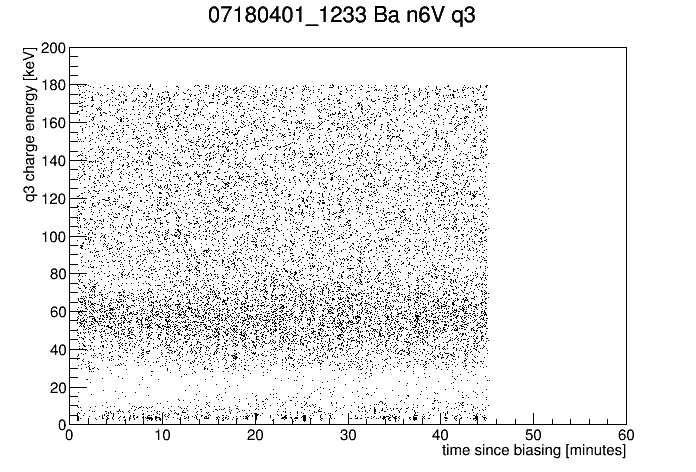 07180401_1233 Ba n6V q3
q3 charge energy [keV]
200
180
160
140
120
100
80
60
40
20
0
0 10 20 30 40 50 60
time since biasing [minutes]